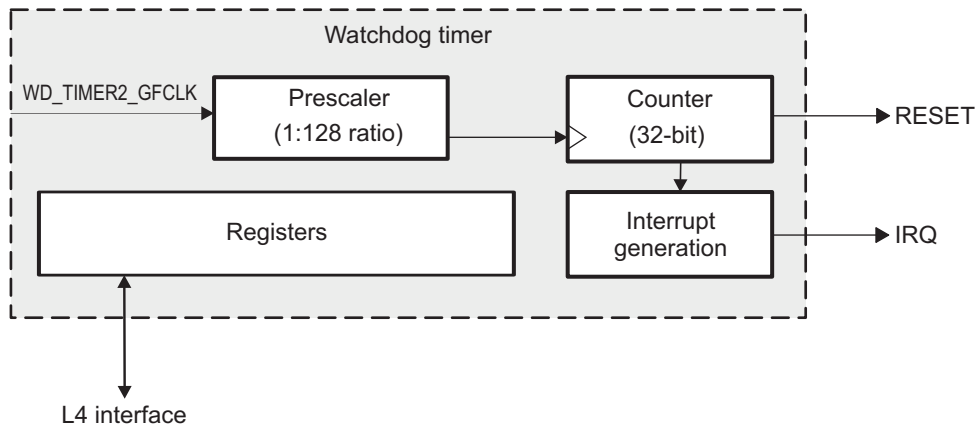 Watchdog timer
WD_TIMER2_GFCLK
Prescaler
(1:128 ratio)
Counter
(32-bit)
RESET
Registers
Interrupt
generation
IRQ
L4 interface